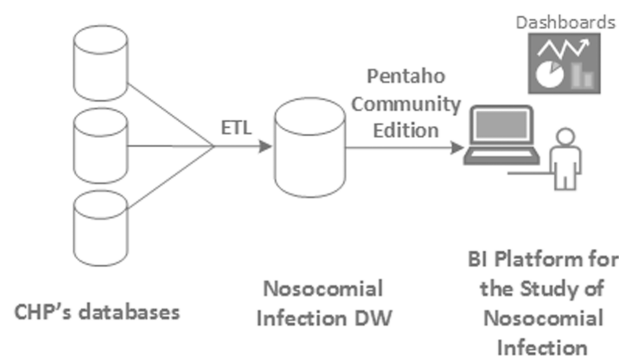 Dashboards
Pentaho
Community
Edition
ETL
CHP's databases
Nosocomial
Infection DW
BI Platform for
the Study of
Nosocomial
Infection